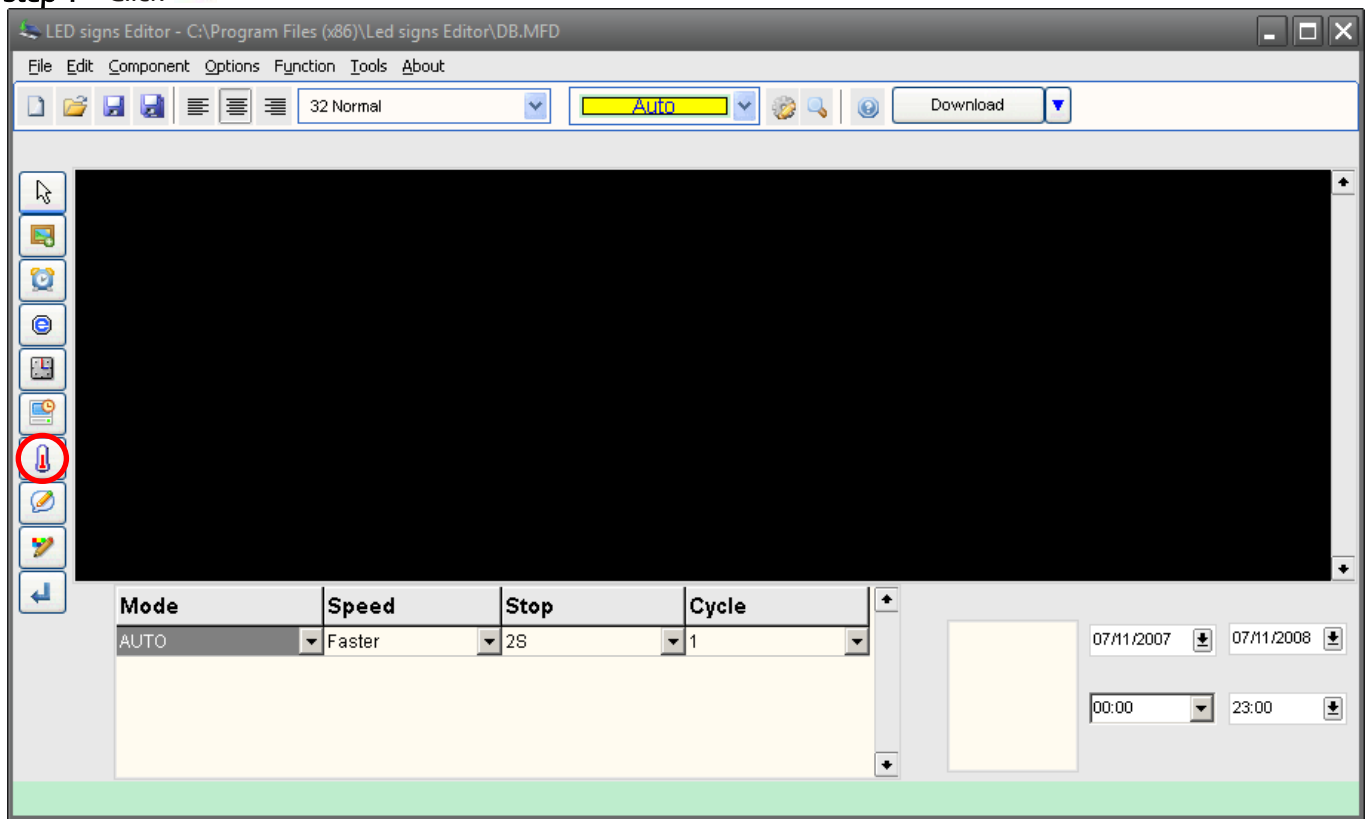 LED signs Editor - C:\Program Files (x86)\Led signs Editor\DB.MFD
File Edit Component Options Function Tools About
32 Normal Auto Download
Mode Speed Stop Cycle
AUTO Faster 2S 1
07/11/2007 07/11/2008
00:00 23:00